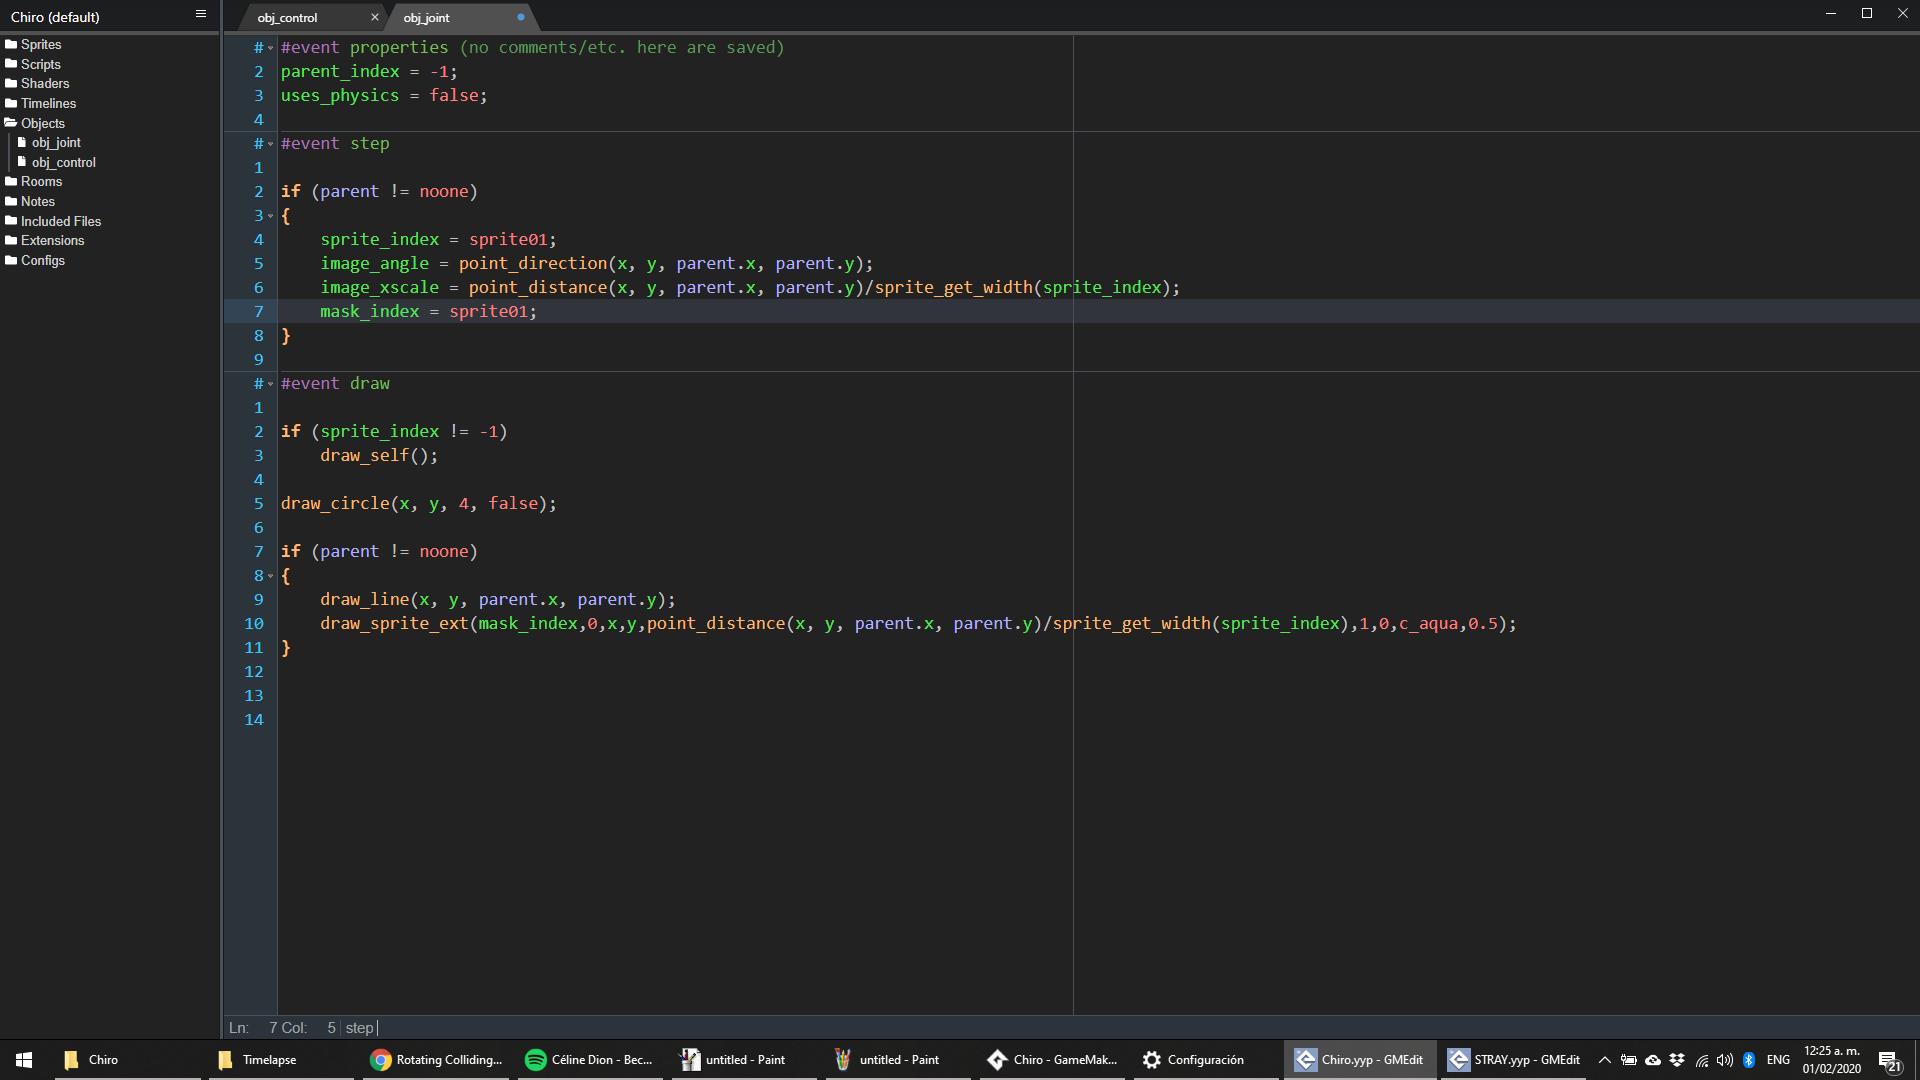 Chiro (default)
obj_control
obj_joint
Sprites
Scripts
Shaders
Timelines
Objects
obj_joint
obj_control
Rooms
Notes
Included Files
Extensions
Configs
# #event properties (no comments/etc. here are saved)
2 parent_index = -1;
3 uses_physics = false;
4
# #event step
1
2 if (parent != noone)
3 {
4 sprite_index = sprite01;
5 image_angle = point_direction(x, y, parent.x, parent.y);
6 image_xscale = point_distance(x, y, parent.x, parent.y)/sprite_get_width(sprite_index);
7 mask_index = sprite01;
8 }
9
# #event draw
1
2 if (sprite_index != -1)
3 draw_self();
4
5 draw_circle(x, y, 4, false);
6
7 if (parent != noone)
8 {
9 draw_line(x, y, parent.x, parent.y);
10 draw_sprite_ext(mask_index,0,x,y,point_distance(x, y, parent.x, parent.y)/sprite_get_width(sprite_index),1,0,c_aqua,0.5);
11 }
12
13
14
Ln: 7 Col: 5 step
Chiro
Timelapse
Rotating Colliding...
Céline Dion - Bec...
untitled - Paint
untitled - Paint
Chiro - GameMak...
Configuración
Chiro.yyp - GMEdit
STRAY.yyp - GMEdit
ENG
12:25 a. m.
01/02/2020
21